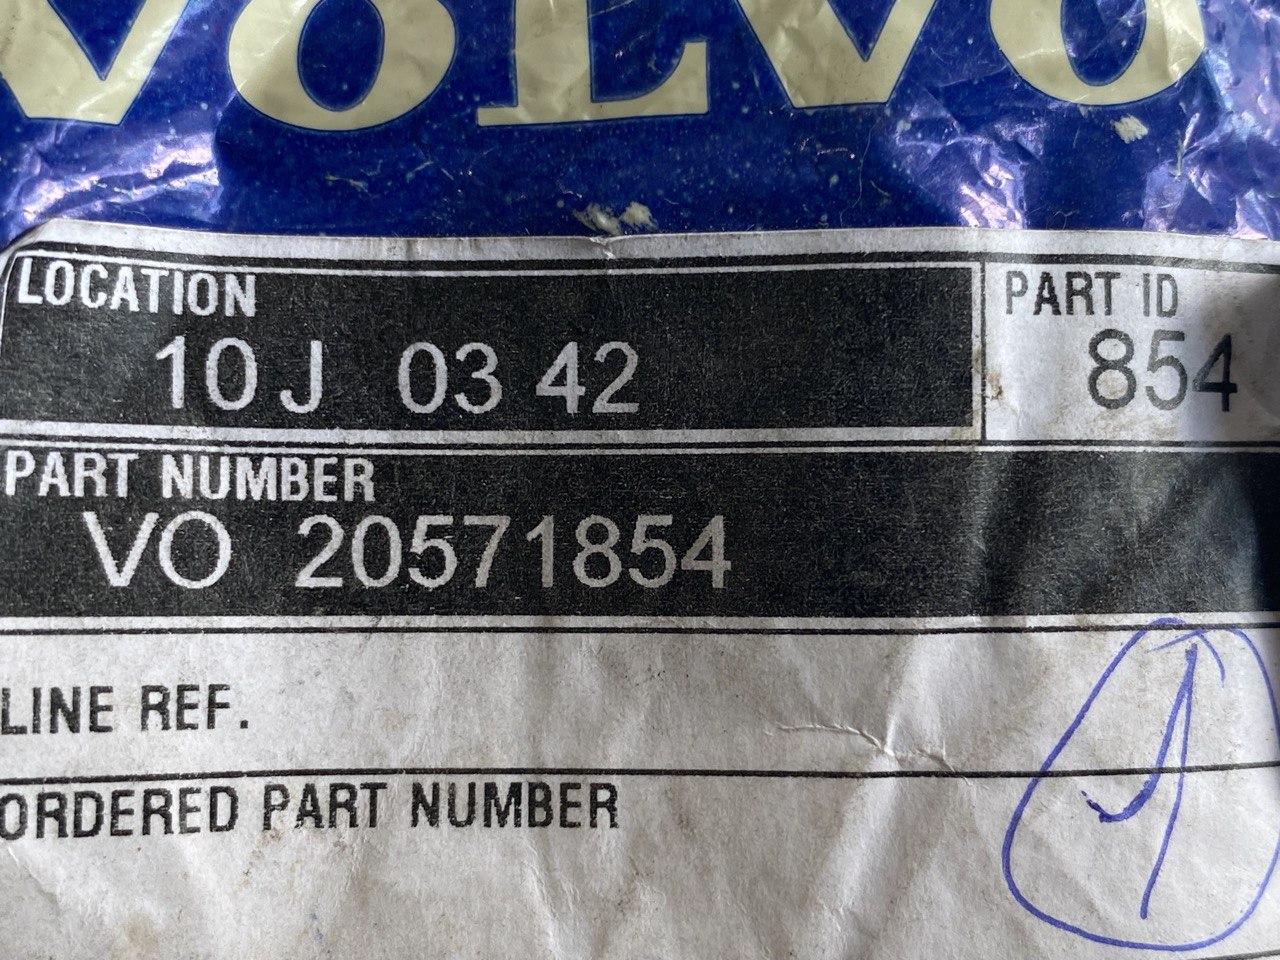 VOLVO
LOCATION
10 J 03 42
PART ID
854
PART NUMBER
VO 20571854
LINE REF.
ORDERED PART NUMBER
1